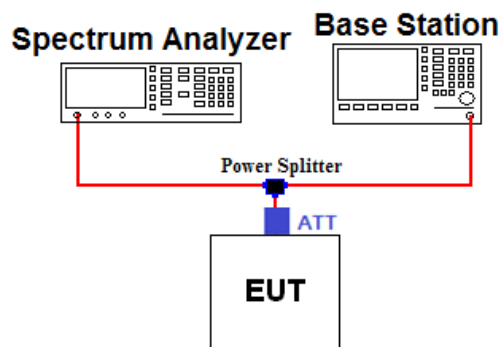 Spectrum Analyzer
Base Station
Power Splitter
ATT
EUT